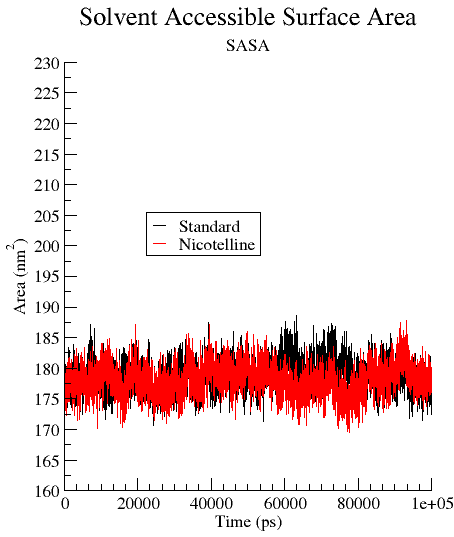 Solvent Accessible Surface Area
SASA
230
225
220
215
210
205
200
195
190
185
180
175
170
165
160
Area (nm²)
Standard
Nicotelline
0 20000 40000 60000 80000 1e+05
Time (ps)